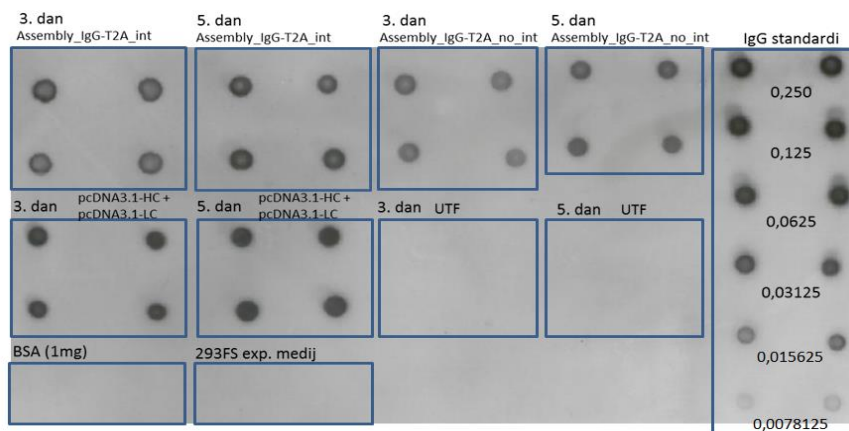 3. dan
Assembly_IgG-T2A_int
5. dan
Assembly_IgG-T2A_int
3. dan
Assembly_IgG-T2A_no_int
5. dan
Assembly_IgG-T2A_no_int
IgG standardi
0,250
0,125
3. dan pcDNA3.1-HC +
pcDNA3.1-LC
5. dan pcDNA3.1-HC +
pcDNA3.1-LC
3. dan UTF
5. dan UTF
0,0625
0,03125
BSA (1mg)
293FS exp. medij
0,015625
0,0078125